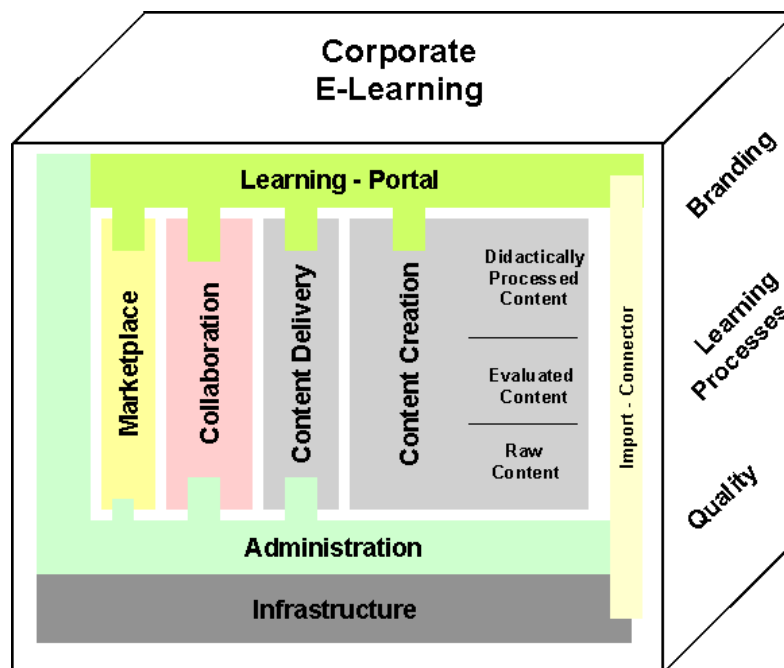 Corporate
E-Learning
Learning - Portal
Marketplace
Collaboration
Content Delivery
Content Creation
Didactically
Processed
Content
Evaluated
Content
Raw
Content
Import - Connector
Administration
Infrastructure
Branding
Learning
Processes
Quality